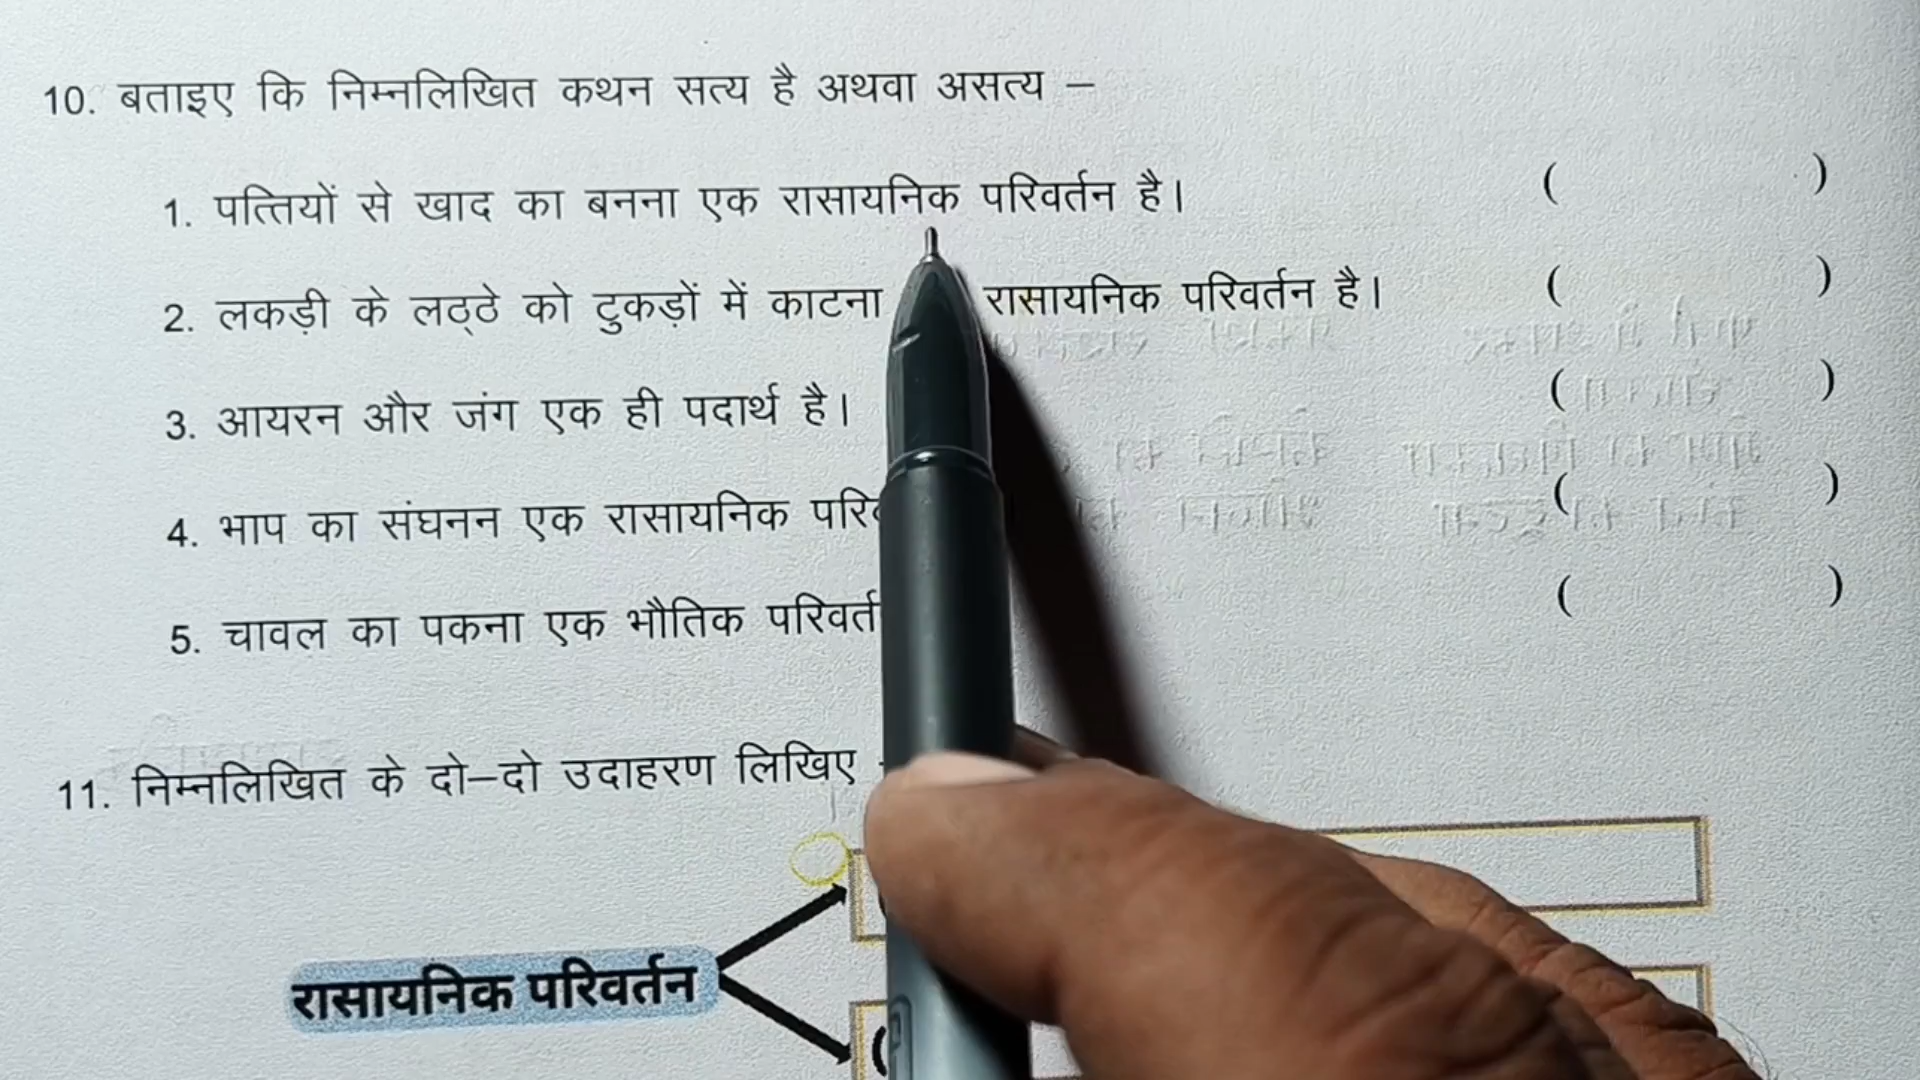 10. बताइए कि निम्नलिखित कथन सत्य है अथवा असत्य –
1. पत्तियों से खाद का बनना एक रासायनिक परिवर्तन है। ( )
2. लकड़ी के लट्ठे को टुकड़ों में काटना रासायनिक परिवर्तन है। ( )
3. आयरन और जंग एक ही पदार्थ है। ( )
4. भाप का संघनन एक रासायनिक ( )
5. चावल का पकना एक भौतिक ( )
11. निम्नलिखित के दो–दो उदाहरण लिखिए
रासायनिक परिवर्तन